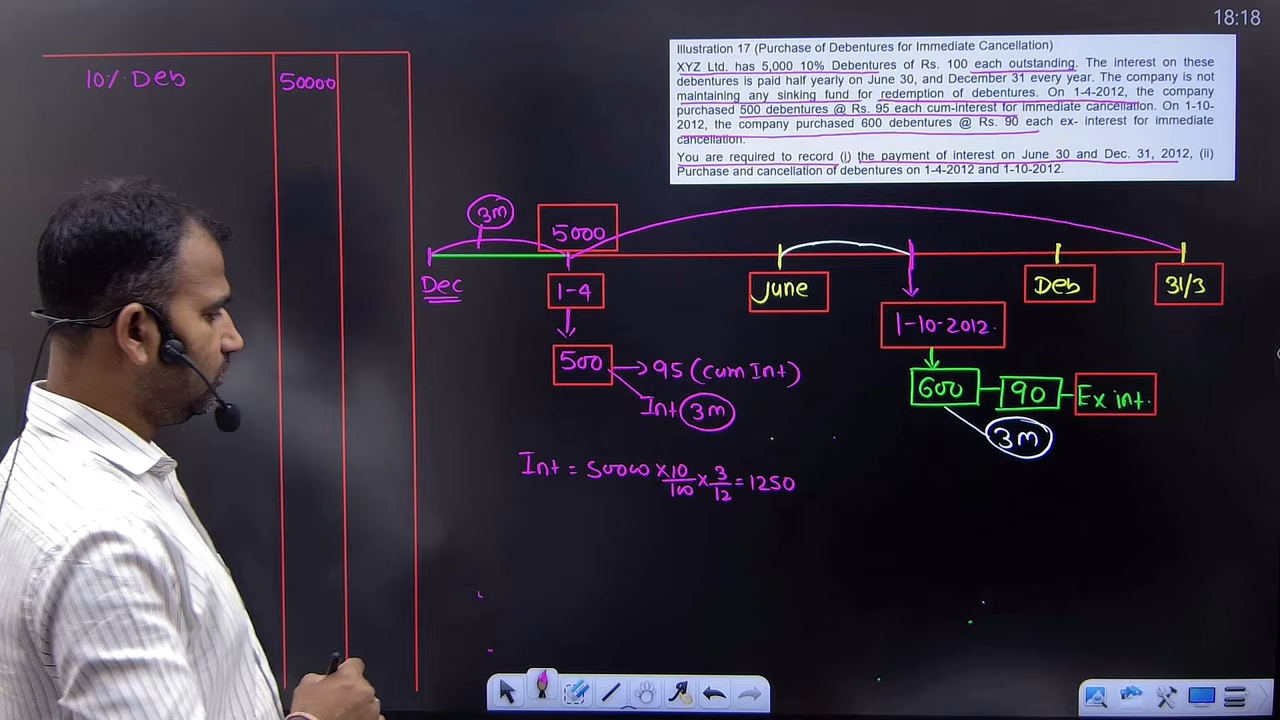 18:18
Illustration 17 (Purchase of Debentures for Immediate Cancellation)
XYZ Ltd. has 5,000 10% Debentures of Rs. 100 each outstanding. The interest on these
debentures is paid half yearly on June 30, and December 31 every year. The company is not
maintaining any sinking fund for redemption of debentures. On 1-4-2012, the company
purchased 500 debentures @ Rs. 95 each cum-interest for immediate cancellation. On 1-10-
2012, the company purchased 600 debentures @ Rs. 90 each ex- interest for immediate
cancellation.
You are required to record (i) the payment of interest on June 30 and Dec. 31, 2012, (ii)
Purchase and cancellation of debentures on 1-4-2012 and 1-10-2012.
10% Deb 50000
3m
5000
Dec 1-4 June Deb 31/3
1-10-2012.
500 → 95 (Cum Int)
Int 3m
600 - 90 - Ex int.
3m
Int = 50000 × 10/100 × 3/12 = 1250